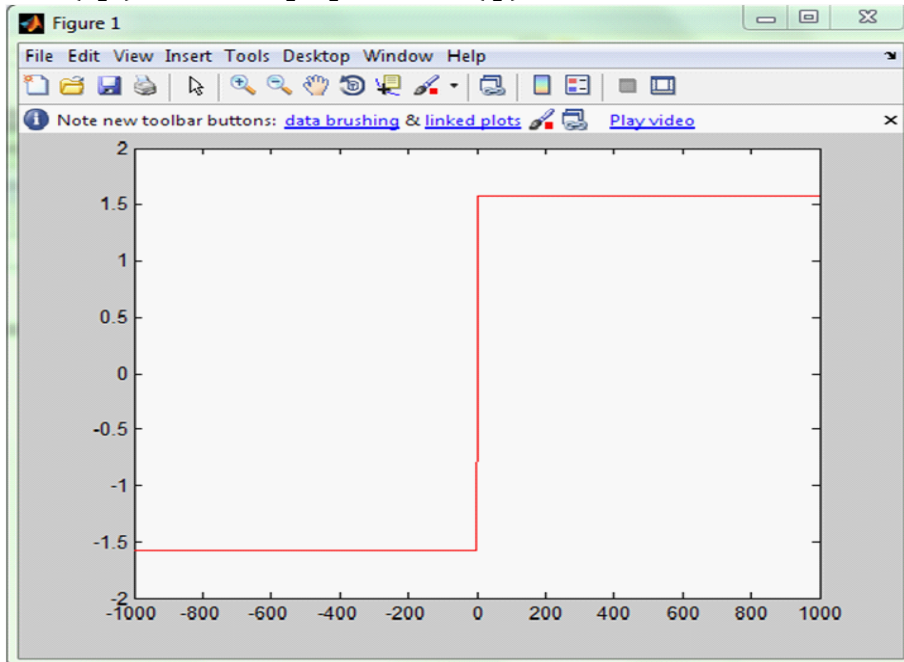 Figure 1
File Edit View Insert Tools Desktop Window Help
Note new toolbar buttons: data brushing & linked plots Play video
2
1.5
1
0.5
0
-0.5
-1
-1.5
-2
-1000 -800 -600 -400 -200 0 200 400 600 800 1000